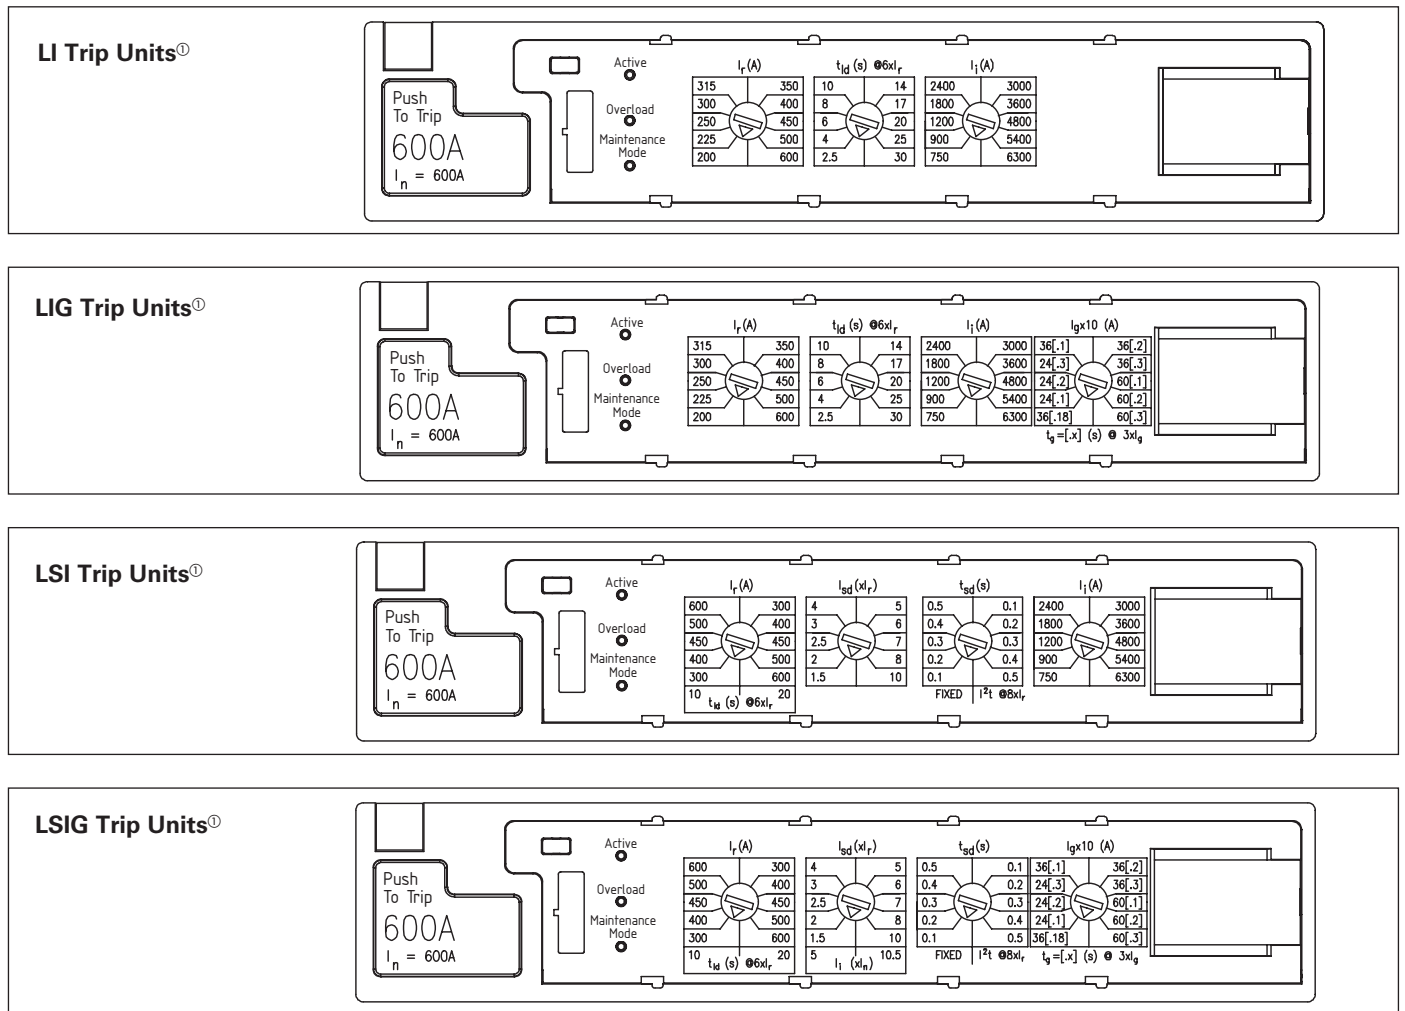 LI Trip Units①
Push
To Trip
600A
In = 600A
Active
Overload
Maintenance
Mode
Ir(A)
315 350
300 400
250 450
225 500
200 600
tld (s) @6xIr
10 14
8 17
6 20
4 25
2.5 30
Ii(A)
2400 3000
1800 3600
1200 4800
900 5400
750 6300
LIG Trip Units①
Push
To Trip
600A
In = 600A
Active
Overload
Maintenance
Mode
Ir(A)
315 350
300 400
250 450
225 500
200 600
tld (s) @6xIr
10 14
8 17
6 20
4 25
2.5 30
Ii(A)
2400 3000
1800 3600
1200 4800
900 5400
750 6300
Igx10 (A)
36[.1] 36[.2]
24[.3] 36[.3]
24[.2] 60[.1]
24[.1] 60[.2]
36[.18] 60[.3]
tg=[.x] (s) @ 3xIg
LSI Trip Units①
Push
To Trip
600A
In = 600A
Active
Overload
Maintenance
Mode
Ir(A)
600 300
500 400
450 450
400 500
300 600
10 20
tld (s) @6xIr
Isd(xIr)
4 5
3 6
2.5 7
2 8
1.5 10
tsd(s)
0.5 0.1
0.4 0.2
0.3 0.3
0.2 0.4
0.1 0.5
FIXED I²t @8xIr
Ii(A)
2400 3000
1800 3600
1200 4800
900 5400
750 6300
LSIG Trip Units①
Push
To Trip
600A
In = 600A
Active
Overload
Maintenance
Mode
Ir(A)
600 300
500 400
450 450
400 500
300 600
10 20
tld (s) @6xIr
Isd(xIr)
4 5
3 6
2.5 7
2 8
1.5 10
5 10.5
Ii (xIn)
tsd(s)
0.5 0.1
0.4 0.2
0.3 0.3
0.2 0.4
0.1 0.5
FIXED I²t @8xIr
Igx10 (A)
36[.1] 36[.2]
24[.3] 36[.3]
24[.2] 60[.1]
24[.1] 60[.2]
36[.18] 60[.3]
tg=[.x] (s) @ 3xIg